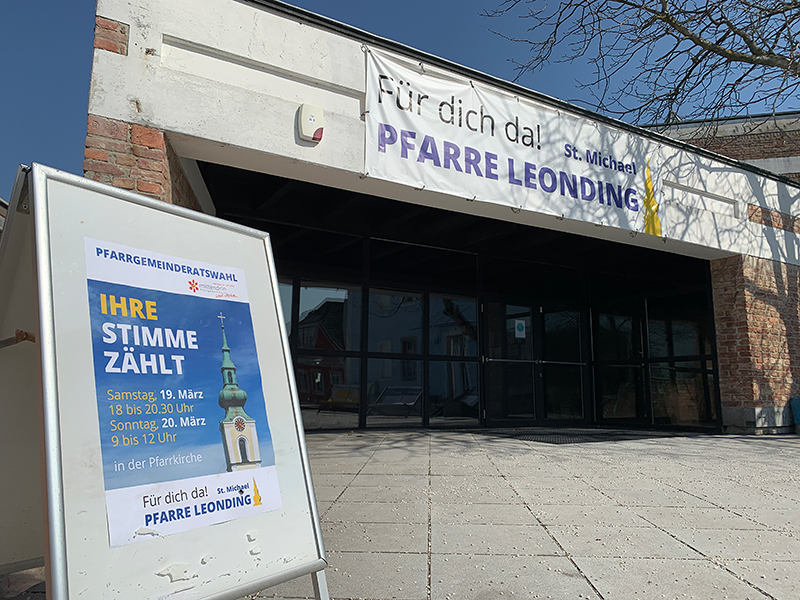 Für dich da!
St. Michael
PFARRE LEONDING
PFARRGEMEINDERATSWAHL
mittendrin
IHRE
STIMME
ZÄHLT
Samstag, 19. März
18 bis 20.30 Uhr
Sonntag, 20. März
9 bis 12 Uhr
in der Pfarrkirche
Für dich da! St. Michael
PFARRE LEONDING